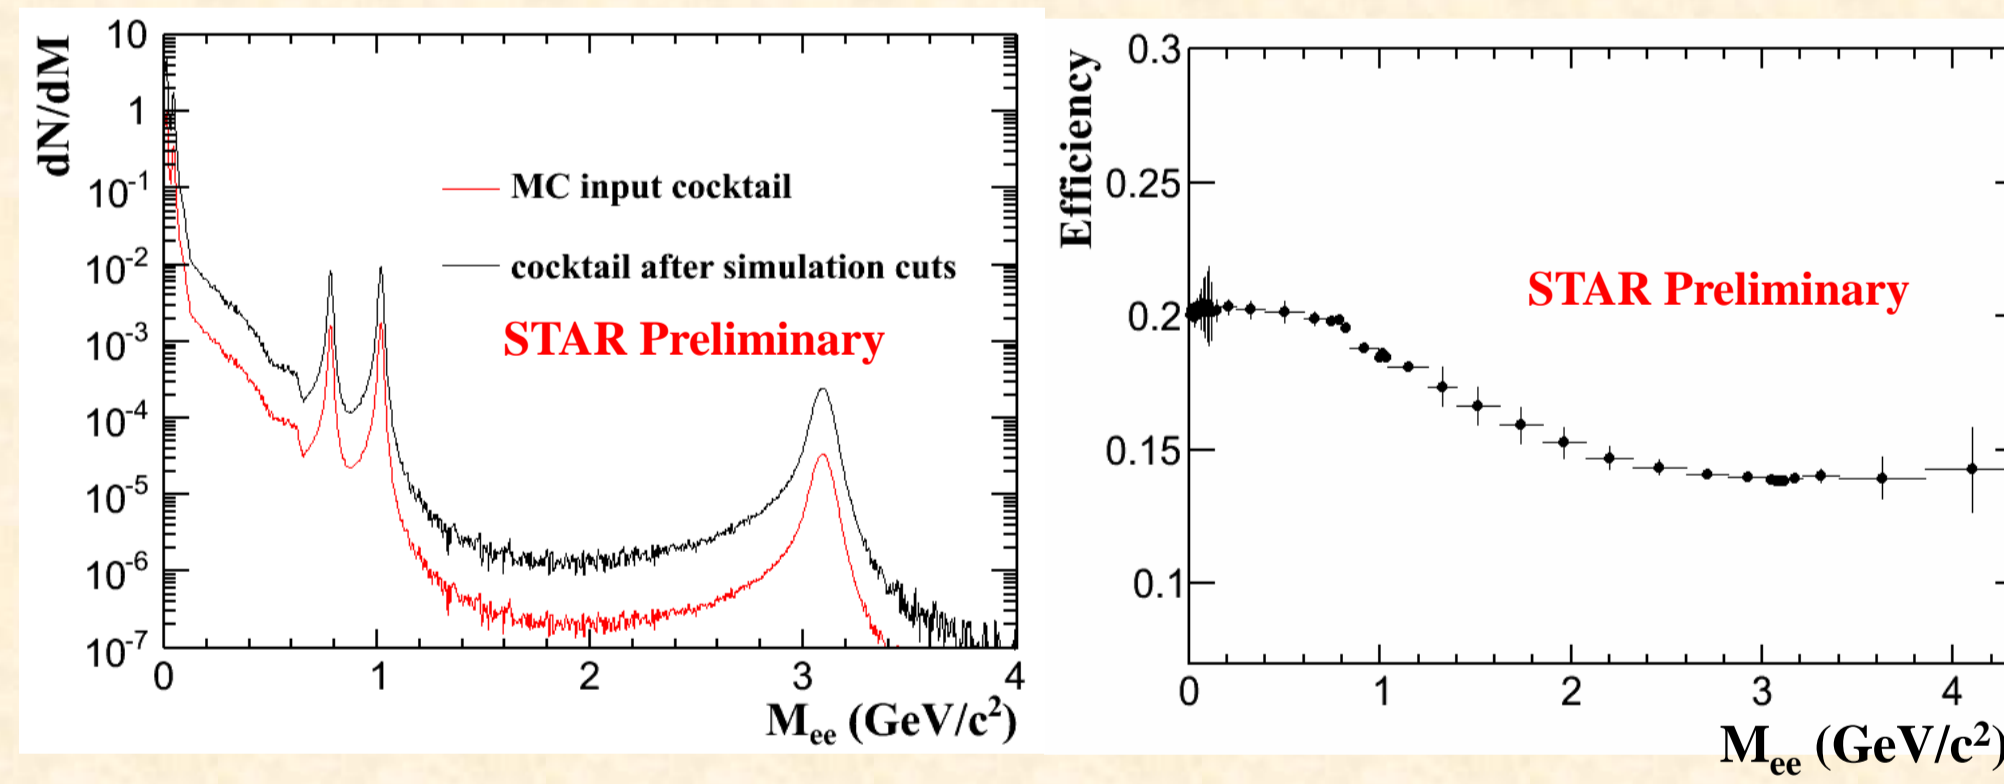 dN/dM
10
1
10⁻¹
10⁻²
10⁻³
10⁻⁴
10⁻⁵
10⁻⁶
10⁻⁷
MC input cocktail
cocktail after simulation cuts
STAR Preliminary
0 1 2 3 4
M_ee (GeV/c²)
Efficiency
0.3
0.25
0.2
0.15
0.1
STAR Preliminary
0 1 2 3 4
M_ee (GeV/c²)